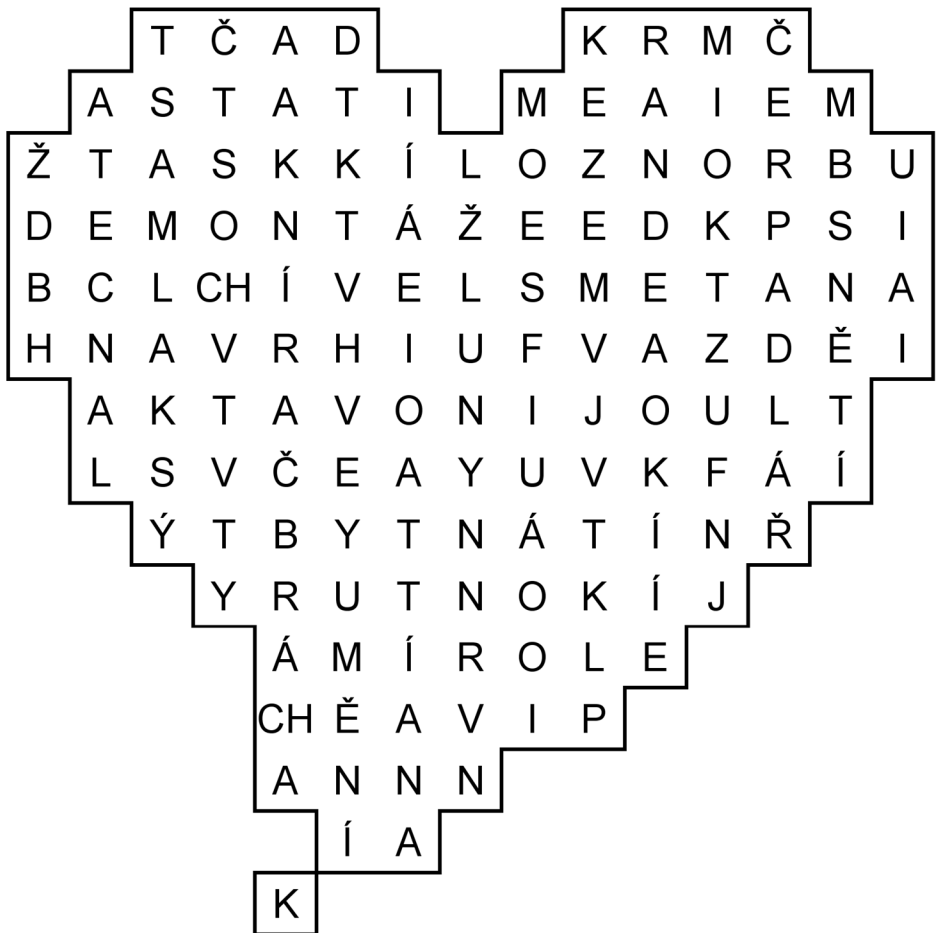 T Č A D K R M Č
A S T A T I M E A I E M
Ž T A S K K Í L O Z N O R B U
D E M O N T Á Ž E E D K P S I
B C L CH Í V E L S M E T A N A
H N A V R H I U F V A Z D Ě I
A K T A V O N I J O U L T
L S V Č E A Y U V K F Á Í
Ý T B Y T N Á T Í N Ř
Y R U T N O K Í J
Á M Í R O L E
CH Ě A V I P
A N N N
Í A
K